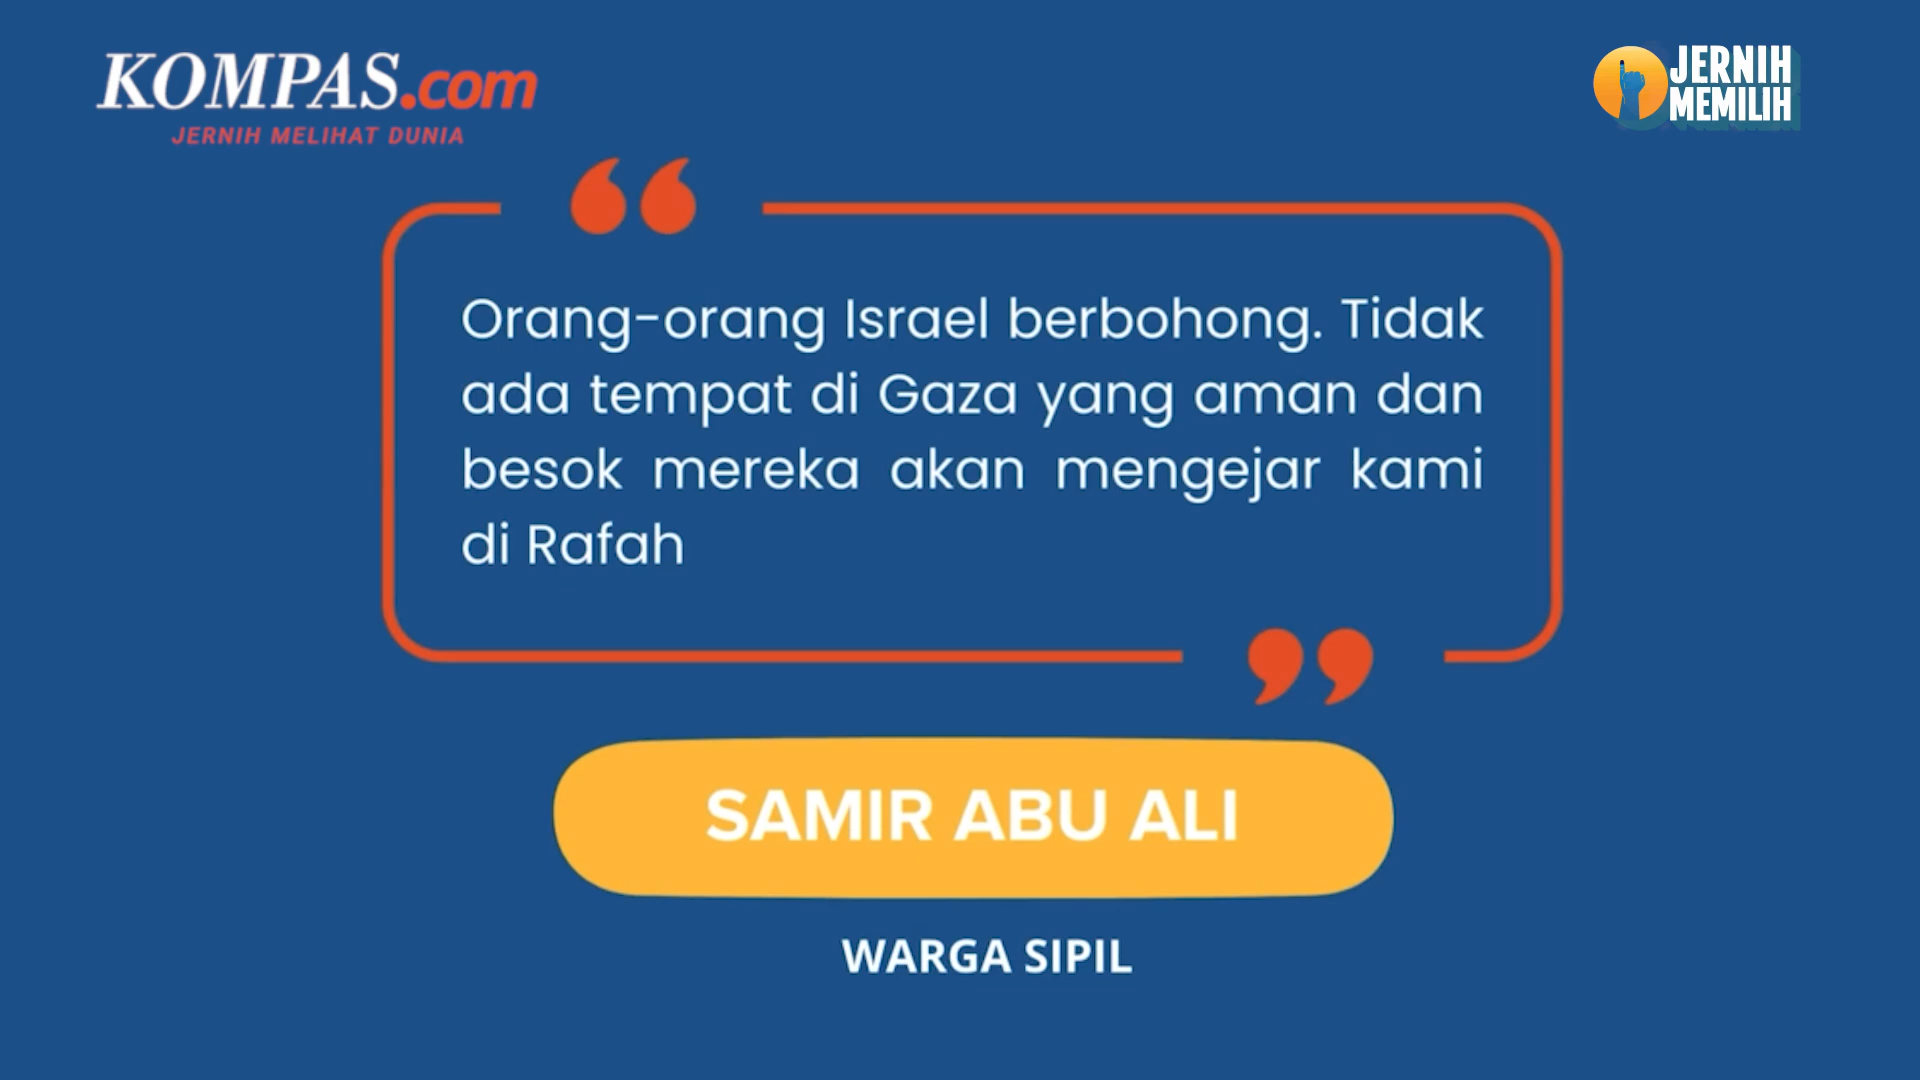 KOMPAS.com
JERNIH MELIHAT DUNIA
JERNIH
MEMILIH
“
Orang-orang Israel berbohong. Tidak
ada tempat di Gaza yang aman dan
besok mereka akan mengejar kami
di Rafah
”
SAMIR ABU ALI
WARGA SIPIL